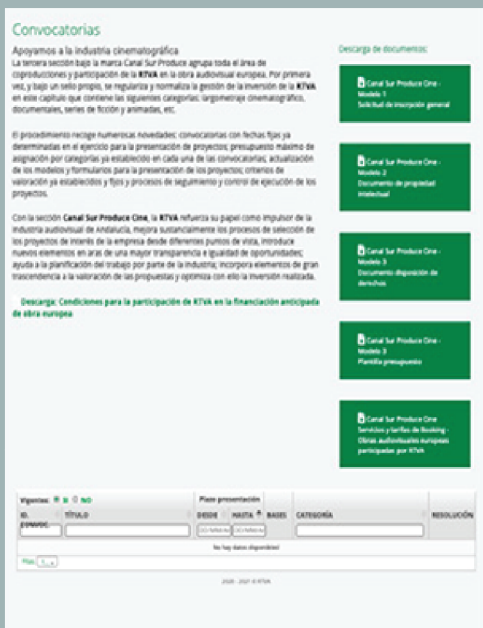 Convocatorias
Apoyamos a la industria cinematográfica
La tercera sección bajo la marca Canal Sur Produce agrupa toda el área de
coproducciones y participación de la RTVA en la obra audiovisual europea. Por primera
vez, y bajo un sello propio, se regulariza y normaliza la gestión de la inversión de la RTVA
en este capítulo que contiene las siguientes categorías: largometraje cinematográfico,
documentales, series de ficción y animadas, etc.
El procedimiento recoge numerosas novedades; convocatorias con fechas fijas ya
determinadas en el ejercicio para la presentación de proyectos; presupuesto máximo de
asignación por categorías ya establecido en cada una de las convocatorias; actualización
de los modelos y formularios para la presentación de los proyectos; criterios de
valoración ya establecidos y fijos y procesos de seguimiento y control de ejecución de los
proyectos.
Con la sección Canal Sur Produce Cine, la RTVA refuerza su papel como impulsor de la
industria audiovisual de Andalucía, mejora sustancialmente los procesos de selección de
los proyectos de interés de la empresa desde diferentes puntos de vista, introduce
nuevos elementos en aras de una mayor transparencia e igualdad de oportunidades;
ayuda a la planificación del trabajo por parte de la industria; incorpora elementos de gran
trascendencia a la valoración de las propuestas y optimiza con ello la inversión realizada.
Descarga: Condiciones para la participación de RTVA en la financiación anticipada
de obra europea
Descarga de documentos:
Canal Sur Produce Cine -
Modelo 1
Solicitud de inscripción general
Canal Sur Produce Cine -
Modelo 2
Documento de propiedad
intelectual
Canal Sur Produce Cine -
Modelo 3
Documento disposición de
derechos
Canal Sur Produce Cine -
Modelo 3
Plantilla presupuesto
Canal Sur Produce Cine
Servicios y tarifas de Booking -
Obras audiovisuales europeas
participadas por RTVA
Vigentes: SI NO Plazo presentación
ID. CONVOC. TÍTULO DESDE HASTA BASES CATEGORÍA RESOLUCIÓN
No hay datos disponibles!
Filas
2020 - 2021 © RTVA